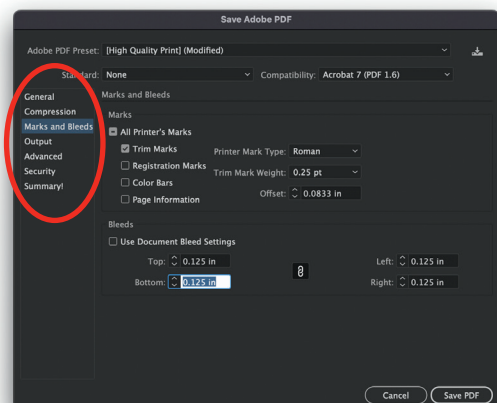 Save Adobe PDF
Adobe PDF Preset: [High Quality Print] (Modified)
Standard: None Compatibility: Acrobat 7 (PDF 1.6)
General
Compression
Marks and Bleeds
Output
Advanced
Security
Summary!
Marks and Bleeds
Marks
All Printer's Marks
Trim Marks Printer Mark Type: Roman
Registration Marks Trim Mark Weight: 0.25 pt
Color Bars Offset: 0.0833 in
Page Information
Bleeds
Use Document Bleed Settings
Top: 0.125 in Left: 0.125 in
Bottom: 0.125 in Right: 0.125 in
Cancel Save PDF